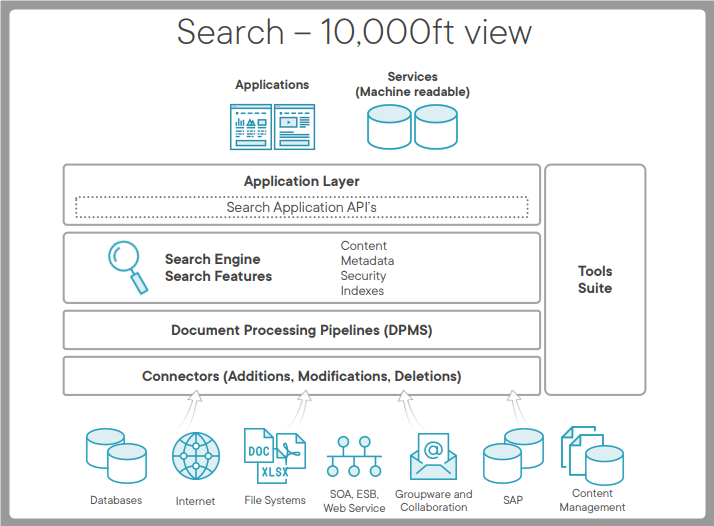 Search – 10,000ft view
Applications
Services
(Machine readable)
Application Layer
Search Application API's
Search Engine
Search Features
Content
Metadata
Security
Indexes
Tools
Suite
Document Processing Pipelines (DPMS)
Connectors (Additions, Modifications, Deletions)
DOC
XLSX
@
Databases
Internet
File Systems
SOA, ESB,
Web Service
Groupware and
Collaboration
SAP
Content
Management